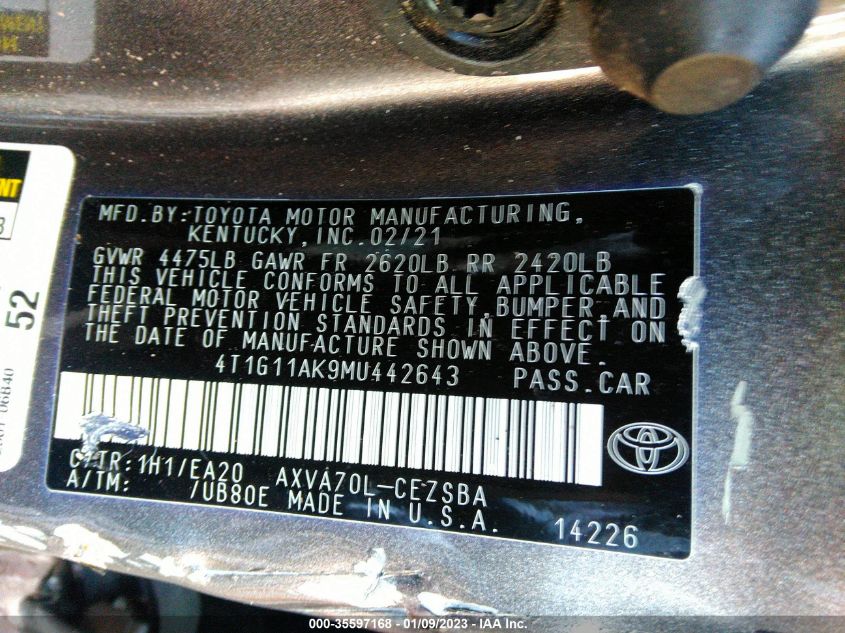 NT
52
06B40
MFD.BY:TOYOTA MOTOR MANUFACTURING,
KENTUCKY,INC.02/21
GVWR 4475LB GAWR FR 2620LB RR 2420LB
THIS VEHICLE CONFORMS TO ALL APPLICABLE
FEDERAL MOTOR VEHICLE SAFETY,BUMPER,AND
THEFT PREVENTION STANDARDS IN EFFECT ON
THE DATE OF MANUFACTURE SHOWN ABOVE.
4T1G11AK9MU442643 PASS.CAR
C/TR:1H1/EA20 AXVA70L-CEZSBA
A/TM: /UB80E MADE IN U.S.A.
14226
000-35597168 - 01/09/2023 - IAA Inc.